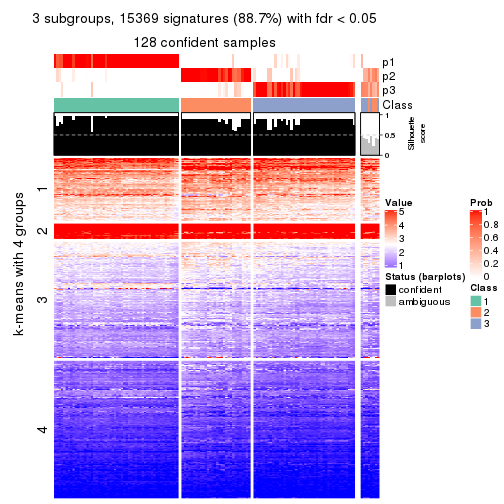 3 subgroups, 15369 signatures (88.7%) with fdr < 0.05
128 confident samples
p1
p2
p3
Class
1
0.5
0
Silhouette
score
k-means with 4 groups
1
2
3
4
Value
5
4
3
2
1
Status (barplots)
confident
ambiguous
Prob
1
0.8
0.6
0.4
0.2
0
Class
1
2
3